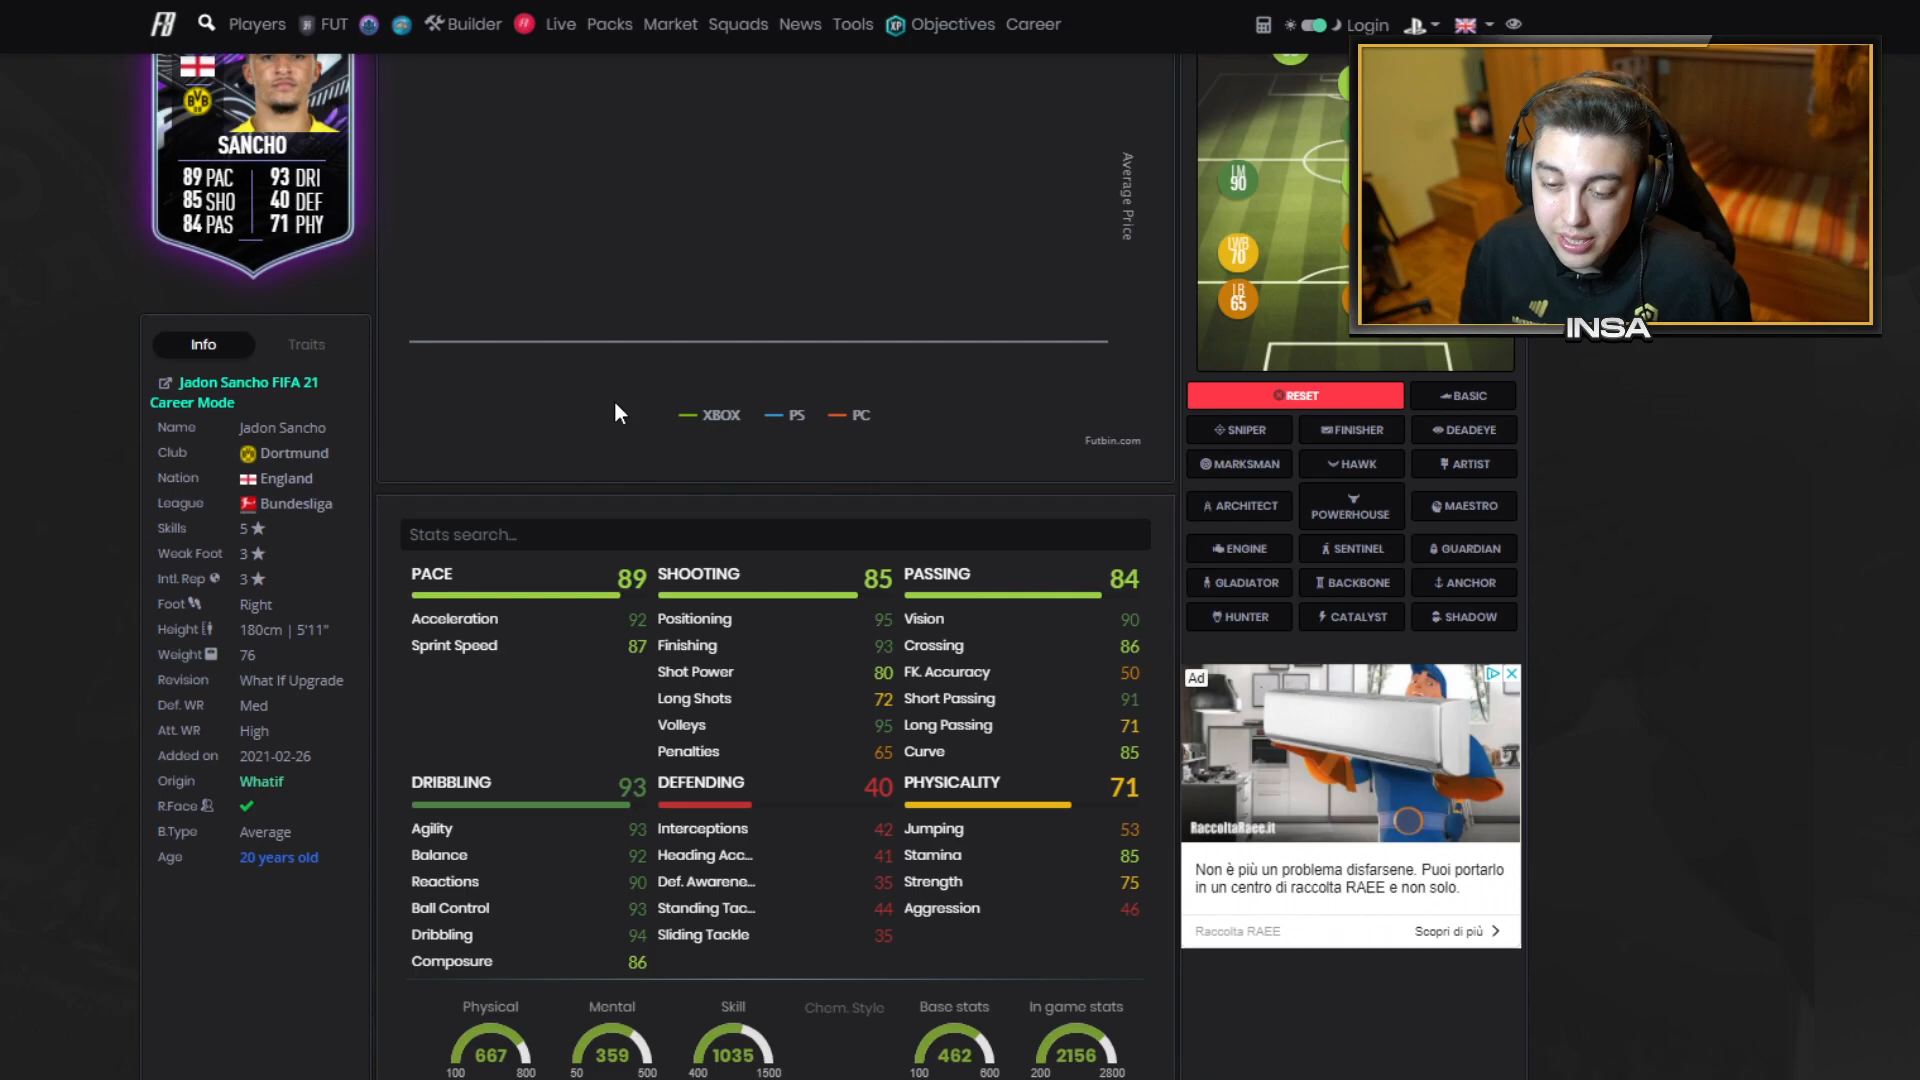 Players FUT Builder Live Packs Market Squads News Tools XP Objectives Career
Login
BVB 09
SANCHO
89 PAC 93 DRI
85 SHO 40 DEF
84 PAS 71 PHY
Info Traits
Jadon Sancho FIFA 21
Career Mode
Name Jadon Sancho
Club Dortmund
Nation England
League Bundesliga
Skills 5
Weak Foot 3
Intl. Rep 3
Foot Right
Height 180cm | 5'11"
Weight 76
Revision What If Upgrade
Def. WR Med
Att. WR High
Added on 2021-02-26
Origin Whatif
R.Face
B.Type Average
Age 20 years old
Average Price
XBOX PS PC
Futbin.com
Stats search...
PACE 89
Acceleration 92
Sprint Speed 87
SHOOTING 85
Positioning 95
Finishing 93
Shot Power 80
Long Shots 72
Volleys 95
Penalties 65
PASSING 84
Vision 90
Crossing 86
FK. Accuracy 50
Short Passing 91
Long Passing 71
Curve 85
DRIBBLING 93
Agility 93
Balance 92
Reactions 90
Ball Control 93
Dribbling 94
Composure 86
DEFENDING 40
Interceptions 42
Heading Acc... 41
Def. Awarene... 35
Standing Tac... 44
Sliding Tackle 35
PHYSICALITY 71
Jumping 53
Stamina 85
Strength 75
Aggression 46
Physical Mental Skill Chem. Style Base stats In game stats
667 359 1035 462 2156
100 800 50 500 400 1500 100 600 200 2800
LM
90
LWB
70
LB
65
INSA
RESET BASIC
SNIPER FINISHER DEADEYE
MARKSMAN HAWK ARTIST
ARCHITECT POWERHOUSE MAESTRO
ENGINE SENTINEL GUARDIAN
GLADIATOR BACKBONE ANCHOR
HUNTER CATALYST SHADOW
Ad
RaccoltaRaee.it
Non è più un problema disfarsene. Puoi portarlo
in un centro di raccolta RAEE e non solo.
Raccolta RAEE Scopri di più